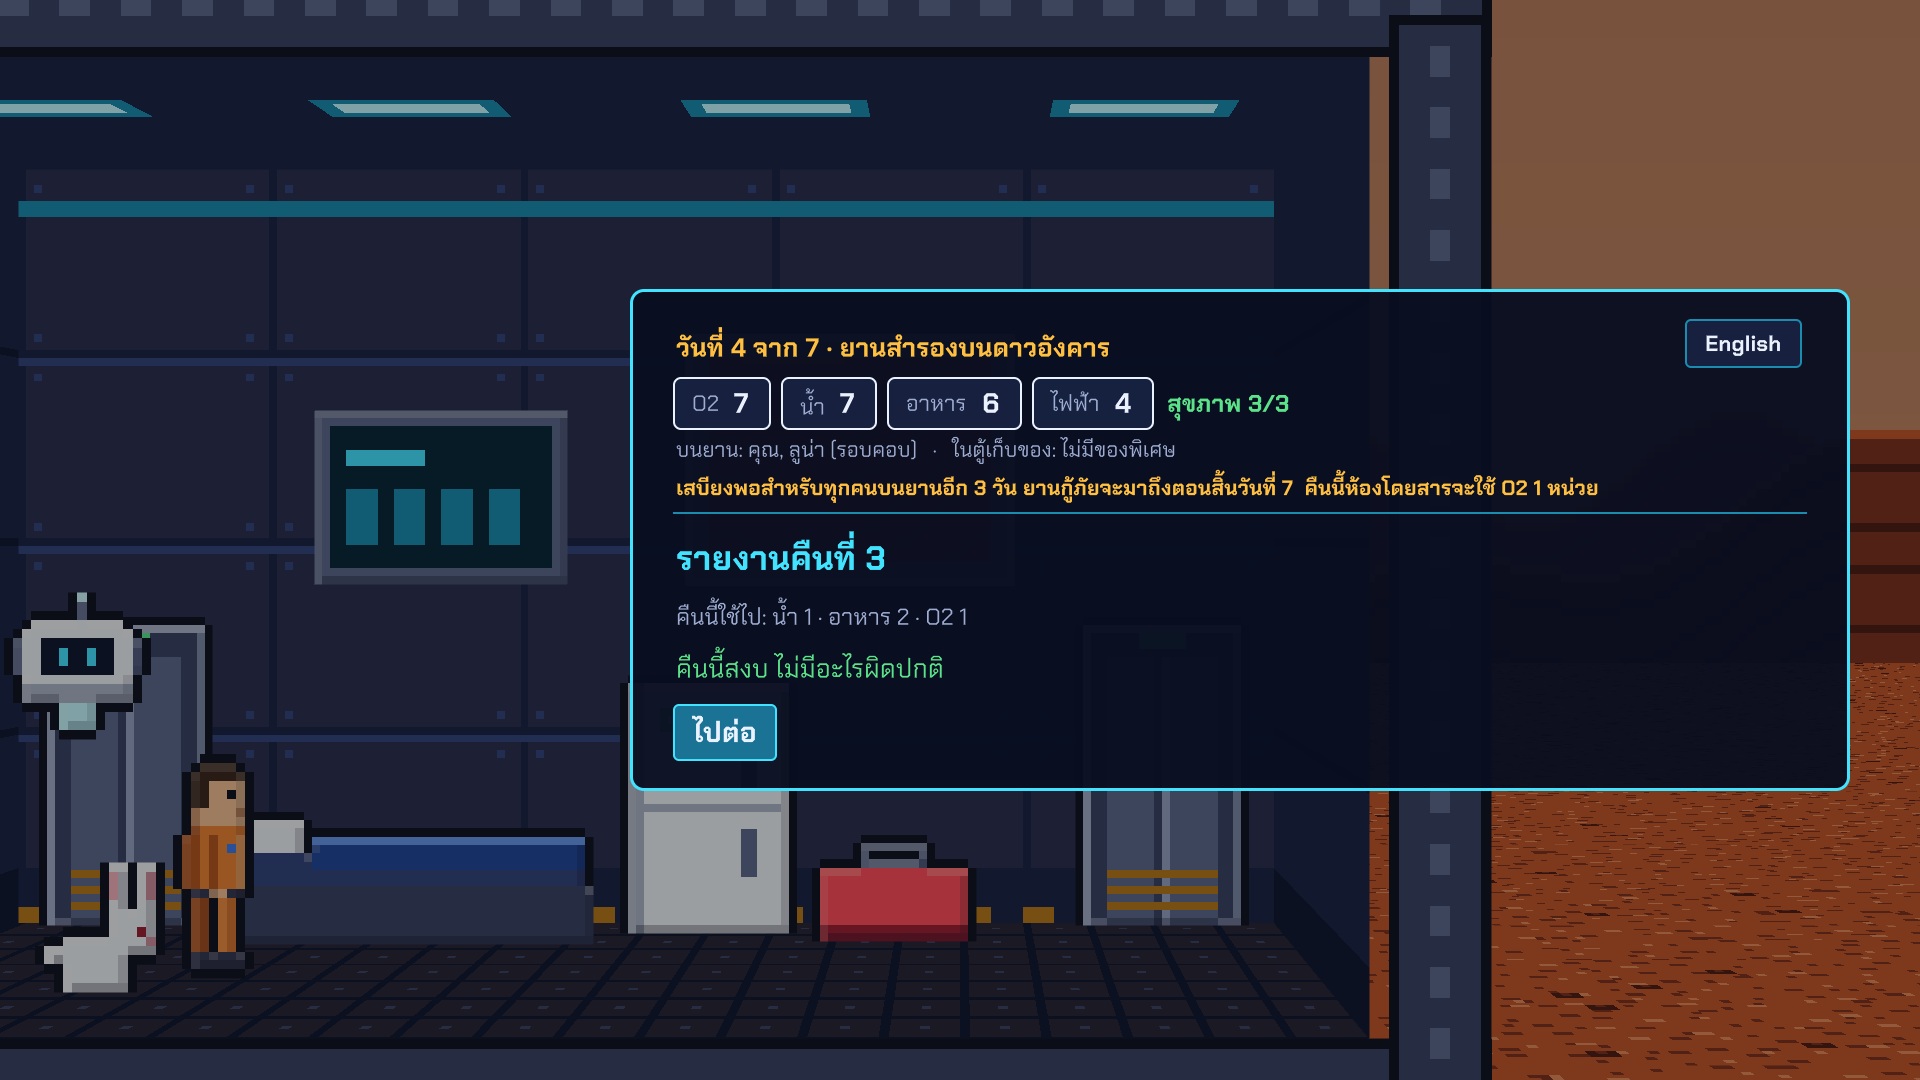 วันที่ 4 จาก 7 · ยานสำรองบนดาวอังคาร
English
O2 7 น้ำ 7 อาหาร 6 ไฟฟ้า 4 สุขภาพ 3/3
บนยาน: คุณ, ลูน่า (รอบคอบ) · ในตู้เก็บของ: ไม่มีของพิเศษ
เสบียงพอสำหรับทุกคนบนยานอีก 3 วัน ยานกู้ภัยจะมาถึงตอนสิ้นวันที่ 7 คืนนี้ห้องโดยสารจะใช้ O2 1 หน่วย
รายงานคืนที่ 3
คืนนี้ใช้ไป: น้ำ 1 · อาหาร 2 · O2 1
คืนนี้สงบ ไม่มีอะไรผิดปกติ
ไปต่อ